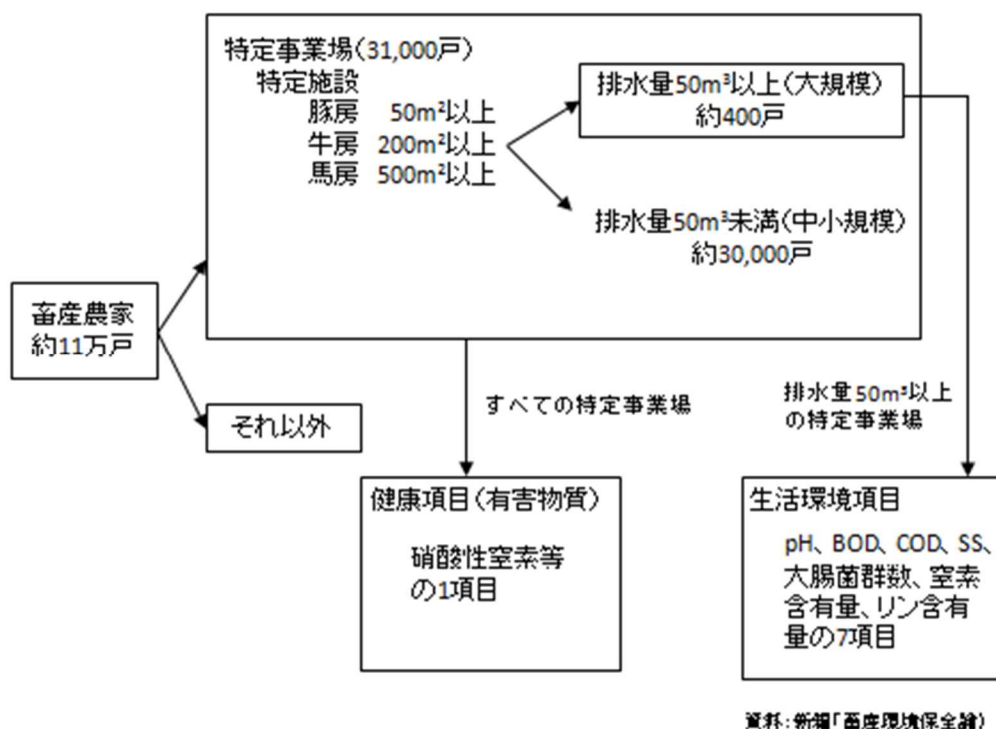 特定事業場(31,000戸)
特定施設
豚房 50m²以上
牛房 200m²以上
馬房 500m²以上
排水量50m³以上(大規模)
約400戸
排水量50m³未満(中小規模)
約30,000戸
畜産農家
約11万戸
それ以外
すべての特定事業場
排水量50m³以上
の特定事業場
健康項目(有害物質)
硝酸性窒素等
の1項目
生活環境項目
pH、BOD、COD、SS、
大腸菌群数、窒素
含有量、リン含有
量の7項目
資料:新編「畜産環境保全論)